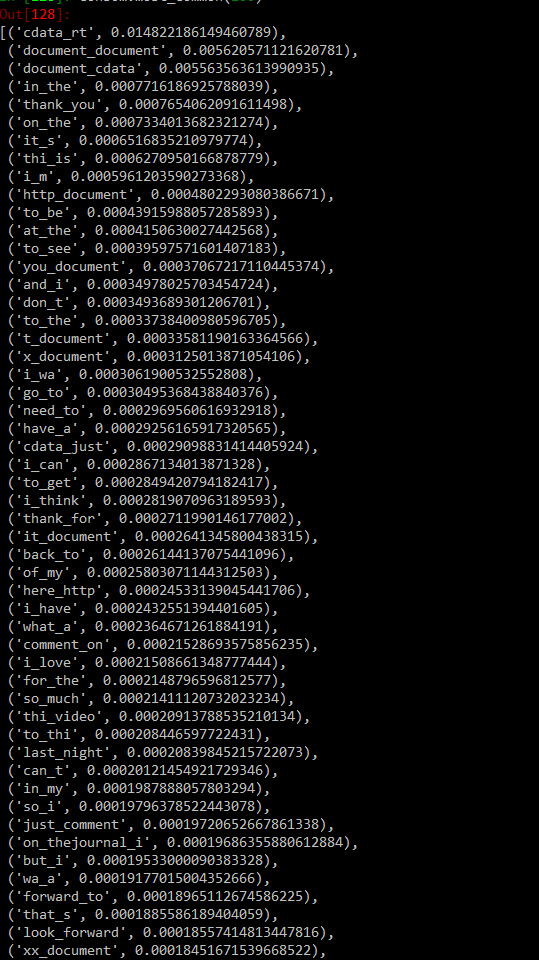 Out[128]:
[('cdata_rt', 0.014822186149460789),
('document_document', 0.005620571121620781),
('document_cdata', 0.005563563613990935),
('in_the', 0.0007716186925788039),
('thank_you', 0.0007654062091611498),
('on_the', 0.0007334013682321274),
('it_s', 0.0006516835210979774),
('thi_is', 0.0006270950166878779),
('i_m', 0.0005961203590273368),
('http_document', 0.0004802293080386671),
('to_be', 0.00043915988057285893),
('at_the', 0.0004150630027442568),
('to_see', 0.00039597571601407183),
('you_document', 0.00037067217110445374),
('and_i', 0.00034978025703454724),
('don_t', 0.0003493689301206701),
('to_the', 0.00033738400980596705),
('t_document', 0.00033581190163364566),
('x_document', 0.0003125013871054106),
('i_wa', 0.0003061900532552808),
('go_to', 0.00030495368438840376),
('need_to', 0.0002969560616932918),
('have_a', 0.00029256165917320565),
('cdata_just', 0.00029098831414405924),
('i_can', 0.0002867134013871328),
('to_get', 0.0002849420794182417),
('i_think', 0.0002819070963189593),
('thank_for', 0.0002711990146177002),
('it_document', 0.0002641345800438315),
('back_to', 0.00026144137075441096),
('of_my', 0.00025803071144312503),
('here_http', 0.00024533139045441706),
('i_have', 0.0002432551394401605),
('what_a', 0.0002364671261884191),
('comment_on', 0.00021528693575856235),
('i_love', 0.00021508661348777444),
('for_the', 0.0002148796596812577),
('so_much', 0.00021411120732023234),
('thi_video', 0.00020913788535210134),
('to_thi', 0.000208446597722431),
('last_night', 0.00020839845215722073),
('can_t', 0.00020121454921729346),
('in_my', 0.0001987888057803294),
('so_i', 0.00019796378522443078),
('just_comment', 0.00019720652667861338),
('on_thejournal_i', 0.00019686355880612884),
('but_i', 0.00019533000090383328),
('wa_a', 0.00019177015004352666),
('forward_to', 0.00018965112674586225),
('that_s', 0.0001885586189404059),
('look_forward', 0.00018557414813447816),
('xx_document', 0.00018451671539668522),